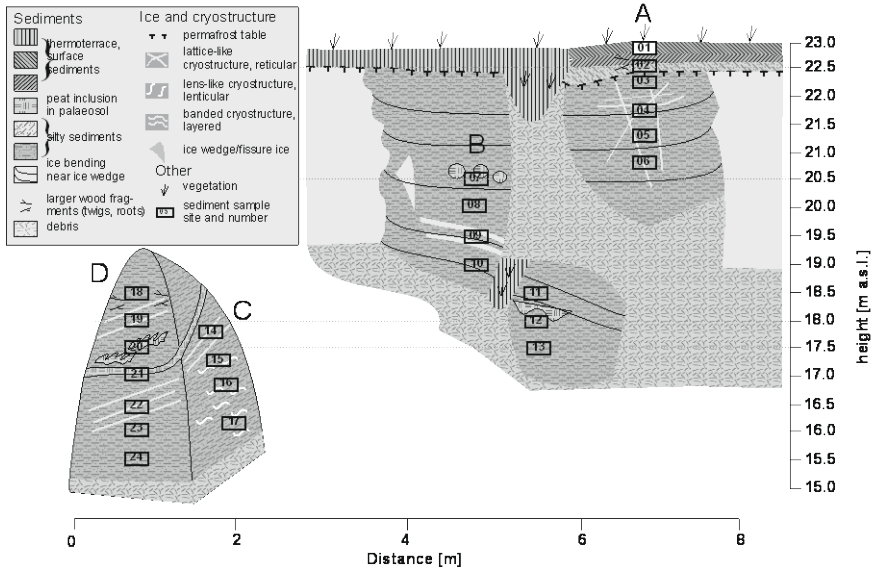 Sediments
thermoterrace,
surface
sediments
peat inclusion
in palaeosol
silty sediments
ice bending
near ice wedge
larger wood frag-
ments (twigs, roots)
debris
Ice and cryostructure
permafrost table
lattice-like
cryostructure, reticular
lens-like cryostructure,
lenticular
banded cryostructure,
layered
ice wedge/fissure ice
Other
vegetation
05
sediment sample
site and number
A
01
02
03
04
05
06
B
07
08
09
10
11
12
13
D
18
19
20
21
22
23
24
C
14
15
16
17
23.0
22.5
22.0
21.5
21.0
20.5
20.0
19.5
19.0
18.5
18.0
17.5
17.0
16.5
16.0
15.5
15.0
height [m a.s.l.]
0 2 4 6 8
Distance [m]